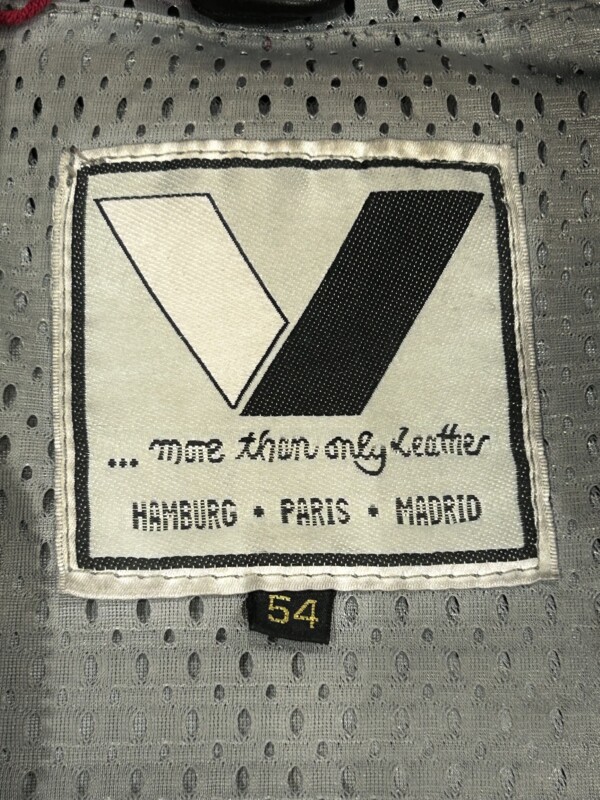 ... more than only Leather
HAMBURG • PARIS • MADRID
54